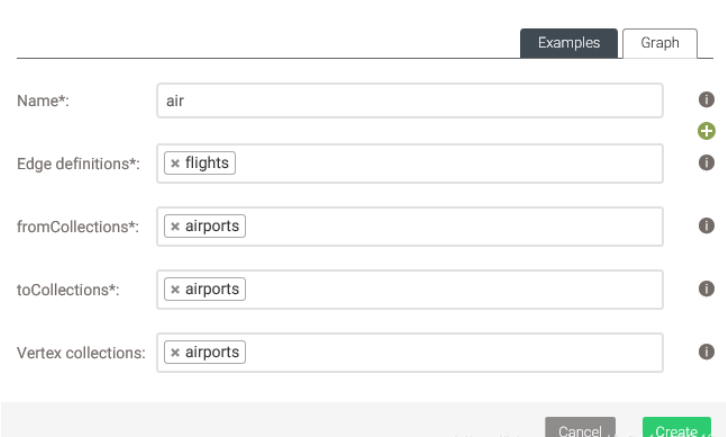 Examples Graph
Name*: air
Edge definitions*: × flights
fromCollections*: × airports
toCollections*: × airports
Vertex collections: × airports
Cancel Create